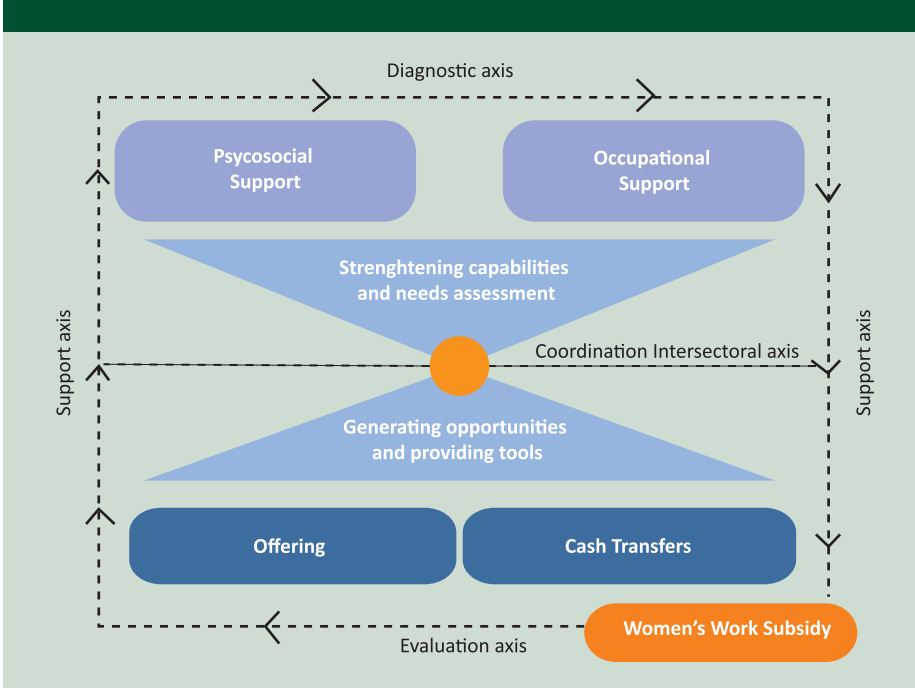 Diagnostic axis
Psycosocial
Support
Occupational
Support
Strenghtening capabilities
and needs assessment
Support axis
Coordination Intersectoral axis
Support axis
Generating opportunities
and providing tools
Offering
Cash Transfers
Women's Work Subsidy
Evaluation axis